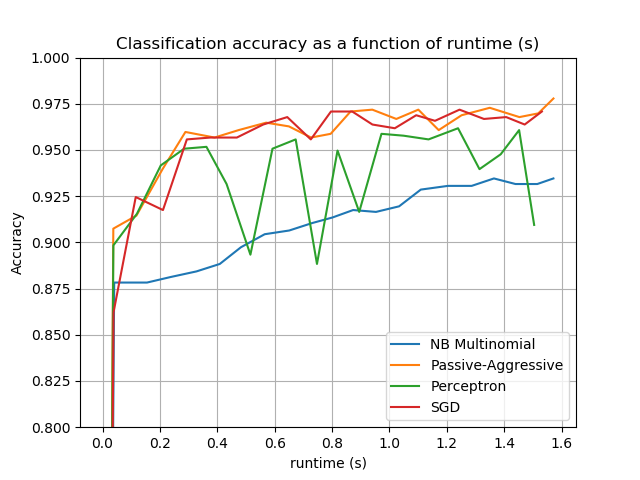 Classification accuracy as a function of runtime (s)
1.000
0.975
0.950
0.925
0.900
0.875
0.850
0.825
0.800
Accuracy
NB Multinomial
Passive-Aggressive
Perceptron
SGD
0.0 0.2 0.4 0.6 0.8 1.0 1.2 1.4 1.6
runtime (s)